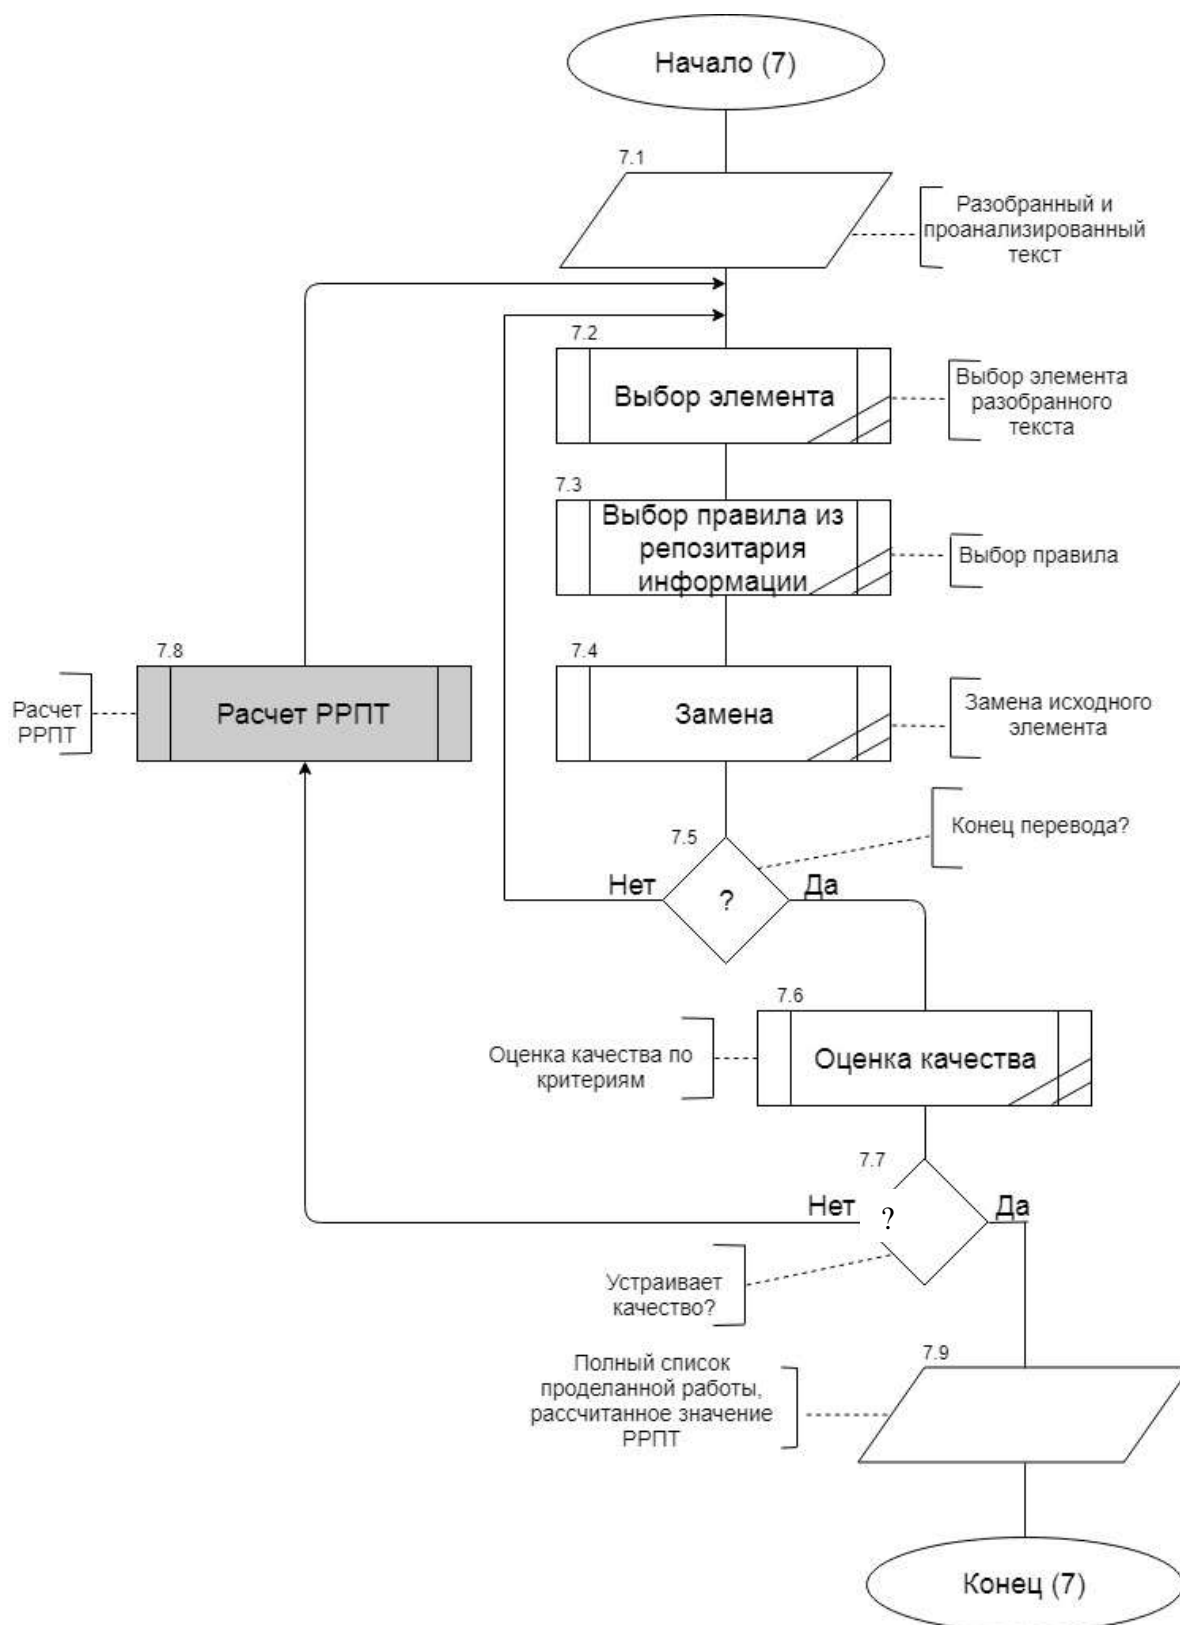 Начало (7)
7.1
Разобранный и
проанализированный
текст
7.2
Выбор элемента
Выбор элемента
разобранного
текста
7.3
Выбор правила из
репозитария
информации
Выбор правила
7.8
Расчет РРПТ
Расчет
РРПТ
7.4
Замена
Замена исходного
элемента
7.5
Конец перевода?
Нет
?
Да
7.6
Оценка качества
Оценка качества по
критериям
7.7
Нет
?
Да
Устраивает
качество?
7.9
Полный список
проделанной работы,
рассчитанное значение
РРПТ
Конец (7)